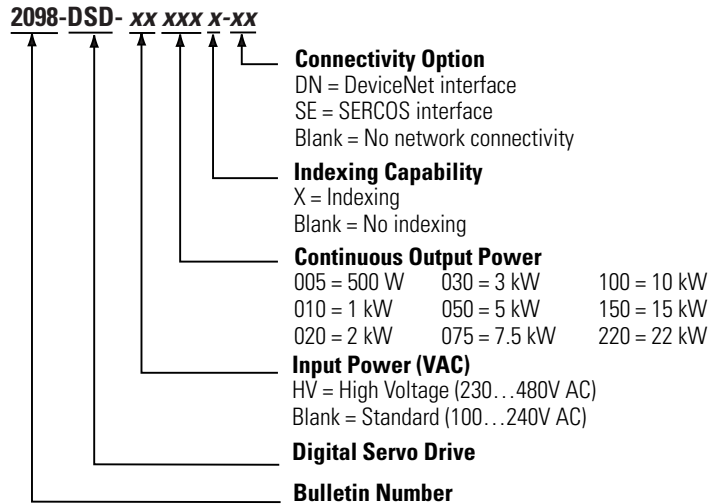 2098-DSD- xx xxx x-xx
Connectivity Option
DN = DeviceNet interface
SE = SERCOS interface
Blank = No network connectivity
Indexing Capability
X = Indexing
Blank = No indexing
Continuous Output Power
005 = 500 W 030 = 3 kW 100 = 10 kW
010 = 1 kW 050 = 5 kW 150 = 15 kW
020 = 2 kW 075 = 7.5 kW 220 = 22 kW
Input Power (VAC)
HV = High Voltage (230...480V AC)
Blank = Standard (100...240V AC)
Digital Servo Drive
Bulletin Number